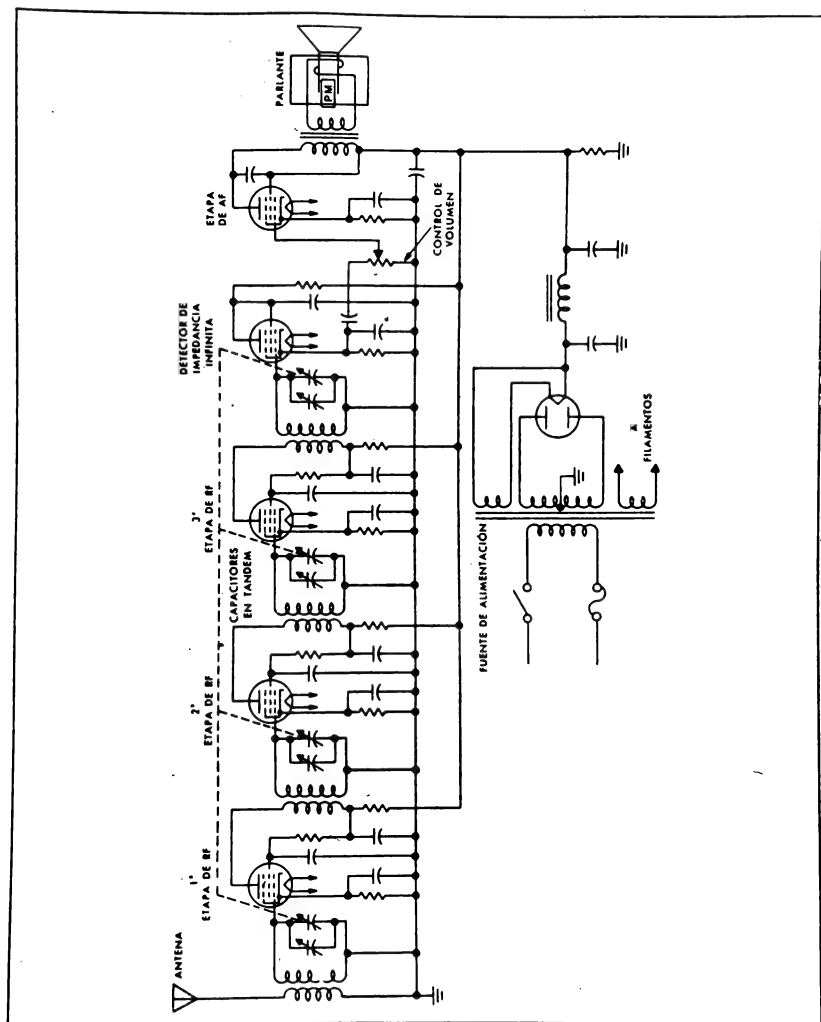 ANTENA
1ª
ETAPA DE RF
2ª
ETAPA DE RF
3ª
ETAPA DE RF
CAPACITORES
EN TANDEM
DETECTOR DE
IMPEDANCIA
INFINITA
ETAPA
DE AF
CONTROL DE
VOLUMEN
PARLANTE
PM
FUENTE DE ALIMENTACIÓN
A
FILAMENTOS